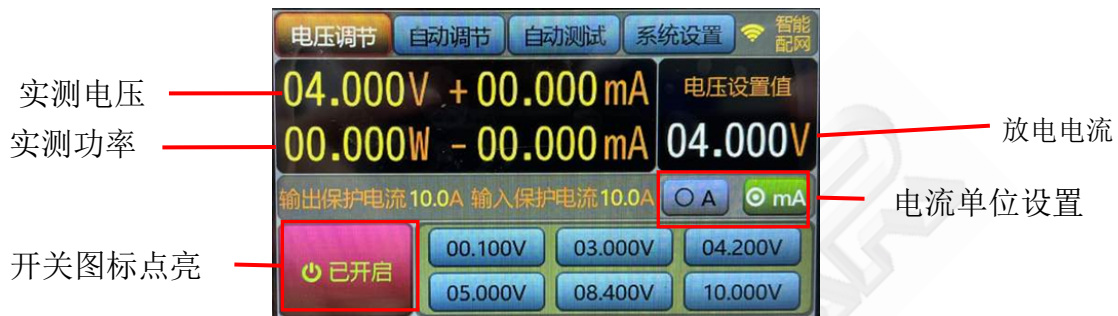 电压调节 自动调节 自动测试 系统设置 智能配网
实测电压
04.000V + 00.000mA
电压设置值
实测功率
00.000W - 00.000mA
04.000V
放电电流
输出保护电流10.0A 输入保护电流10.0A
A
mA
电流单位设置
开关图标点亮
已开启
00.100V 03.000V 04.200V
05.000V 08.400V 10.000V